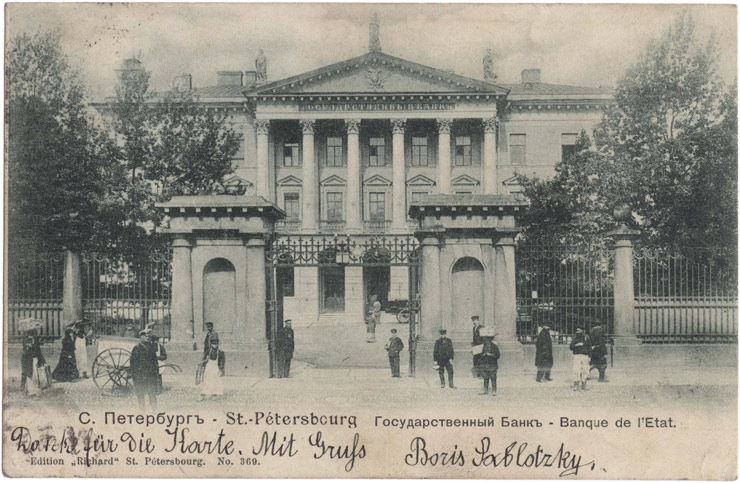 ГОСУДАРСТВЕННЫЙ БАНКЪ
С. Петербургъ - St.-Pétersbourg Государственный Банкъ - Banque de l'Etat.
Danke für die Karte. Mit Gruss Boris Sablotzky.
Edition „Richard" St. Pétersbourg. No. 369.